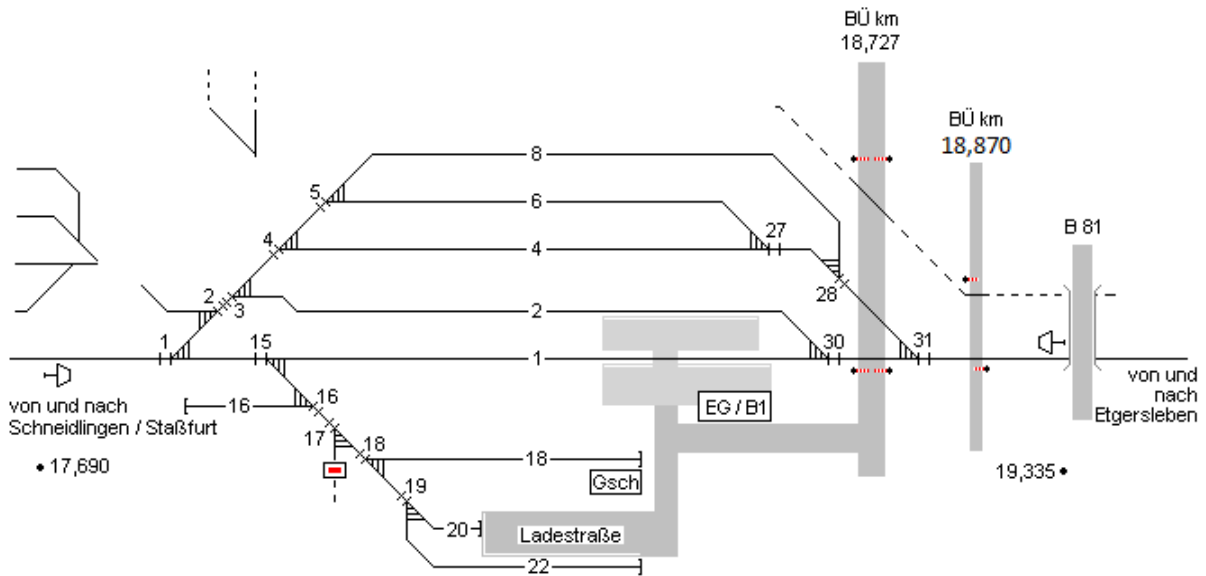 BÜ km
18,727
BÜ km
18,870
B 81
8
5
6
4
4
27
2
3
28
2
1
15
1
30
31
16
16
17
18
18
19
20
22
EG / B1
Gsch
Ladestraße
von und nach
Schneidlingen / Staßfurt
17,690
von und
nach
Etgersleben
19,335